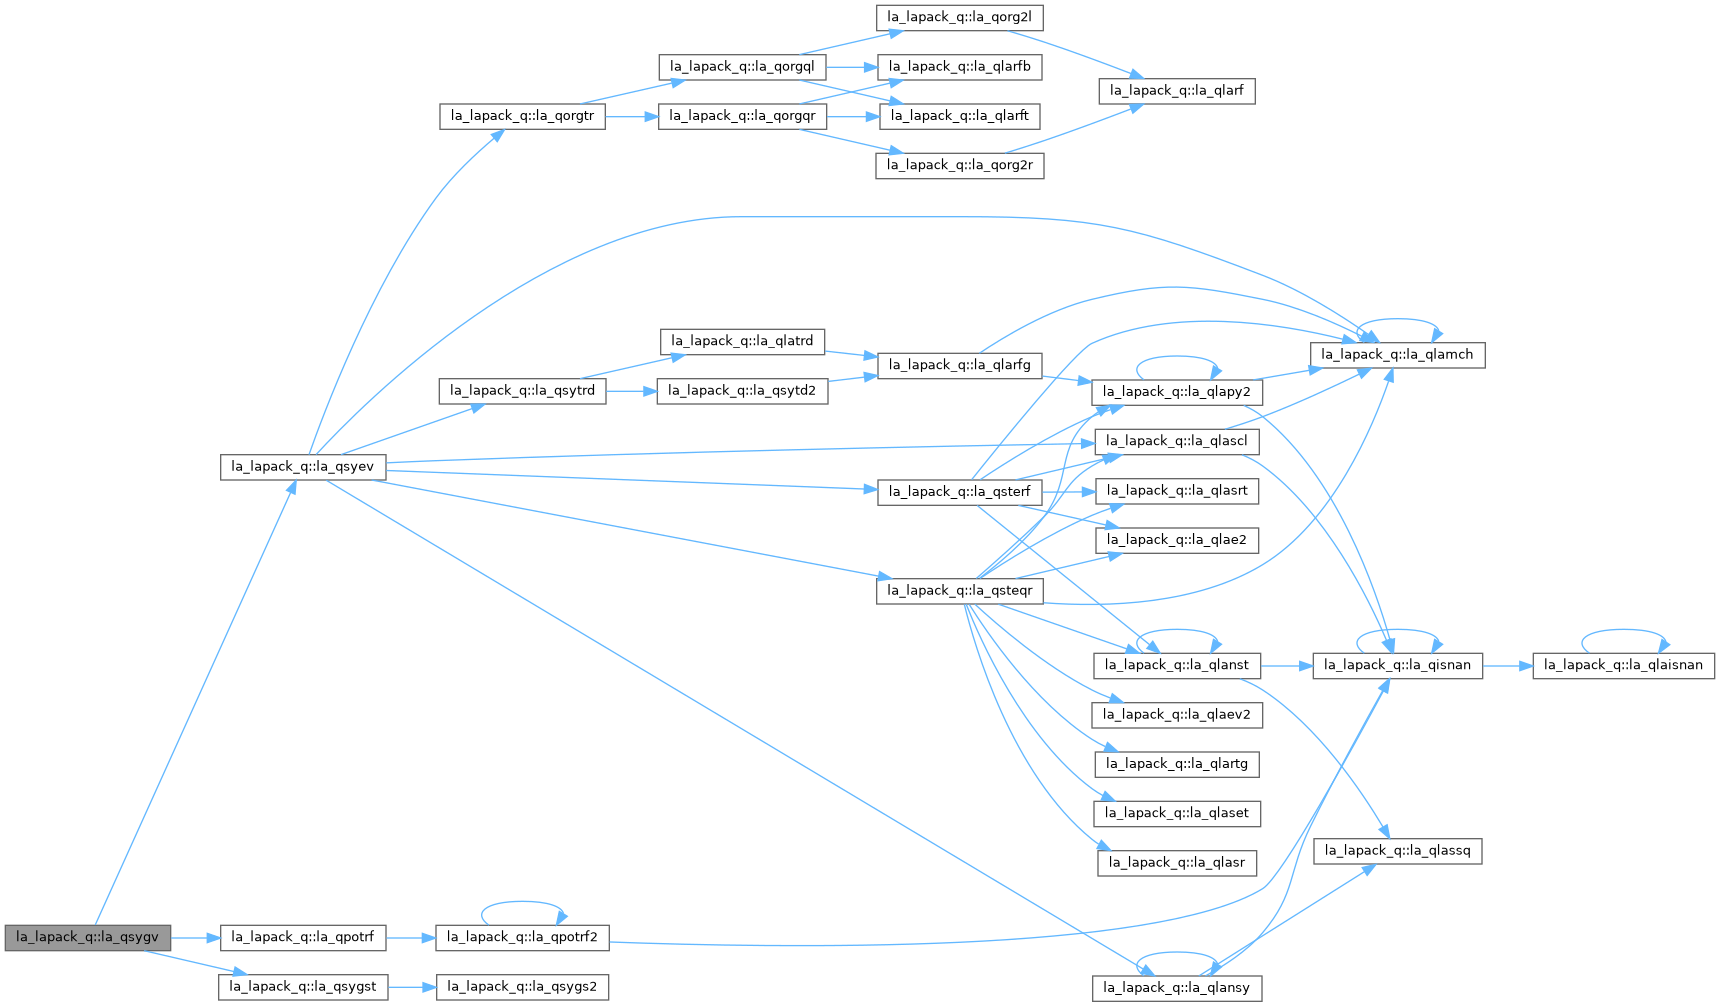 la_lapack_q::la_qorg2l
la_lapack_q::la_qorgql
la_lapack_q::la_qlarfb
la_lapack_q::la_qlarf
la_lapack_q::la_qorgtr
la_lapack_q::la_qorgqr
la_lapack_q::la_qlarft
la_lapack_q::la_qorg2r
la_lapack_q::la_qlatrd
la_lapack_q::la_qlamch
la_lapack_q::la_qlarfg
la_lapack_q::la_qsytrd
la_lapack_q::la_qsytd2
la_lapack_q::la_qlapy2
la_lapack_q::la_qlascl
la_lapack_q::la_qsyev
la_lapack_q::la_qsterf
la_lapack_q::la_qlasrt
la_lapack_q::la_qlae2
la_lapack_q::la_qsteqr
la_lapack_q::la_qlanst
la_lapack_q::la_qisnan
la_lapack_q::la_qlaisnan
la_lapack_q::la_qlaev2
la_lapack_q::la_qlartg
la_lapack_q::la_qlaset
la_lapack_q::la_qlassq
la_lapack_q::la_qlasr
la_lapack_q::la_qsygv
la_lapack_q::la_qpotrf
la_lapack_q::la_qpotrf2
la_lapack_q::la_qsygst
la_lapack_q::la_qsygs2
la_lapack_q::la_qlansy